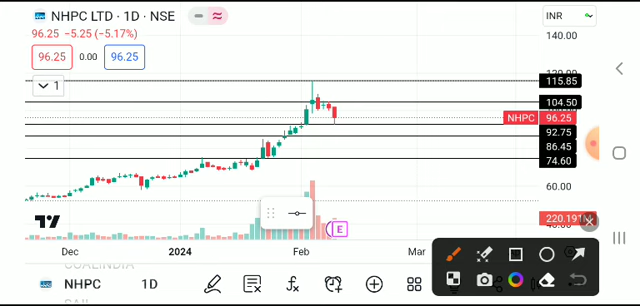 NHPC LTD · 1D · NSE
INR
96.25 −5.25 (−5.17%)
96.25 0.00 96.25
1
140.00
115.85
104.50
NHPC 96.25
92.75
86.45
74.60
60.00
220.191
E
Dec 2024 Feb Mar
COALINDIA
NHPC 1D